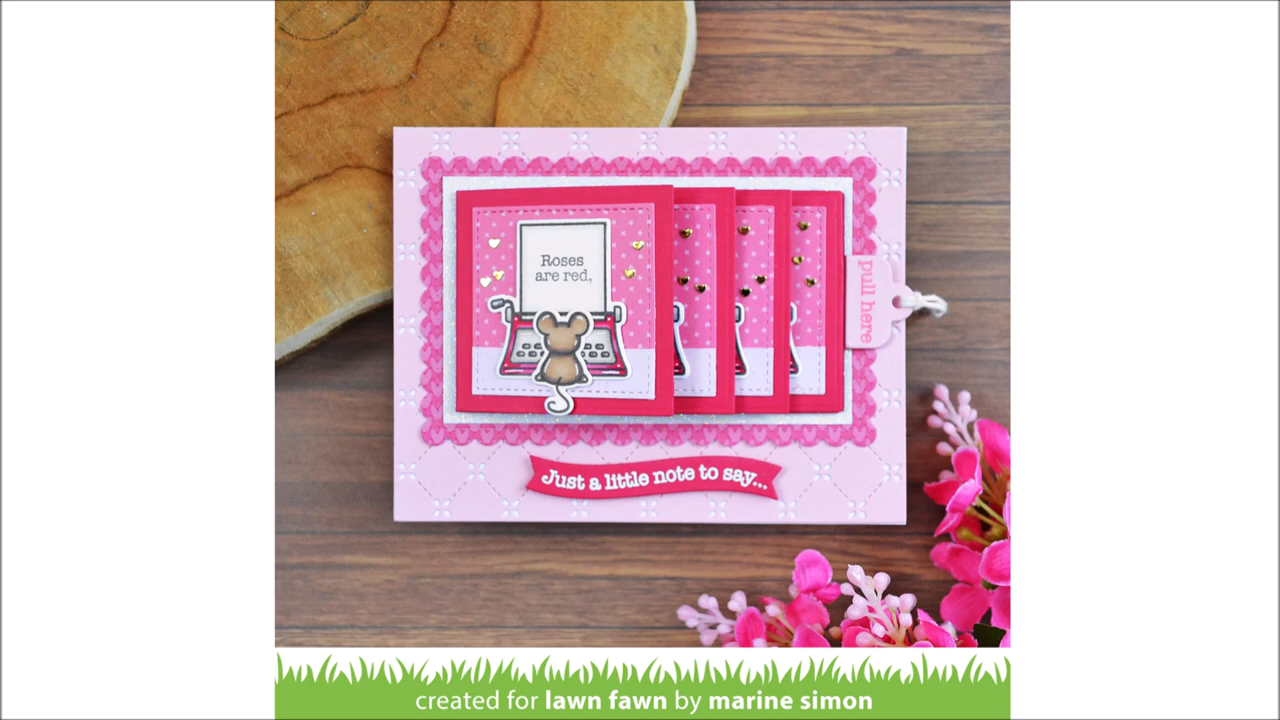 Roses
are red,
pull here
Just a little note to say...
created for lawn fawn by marine simon